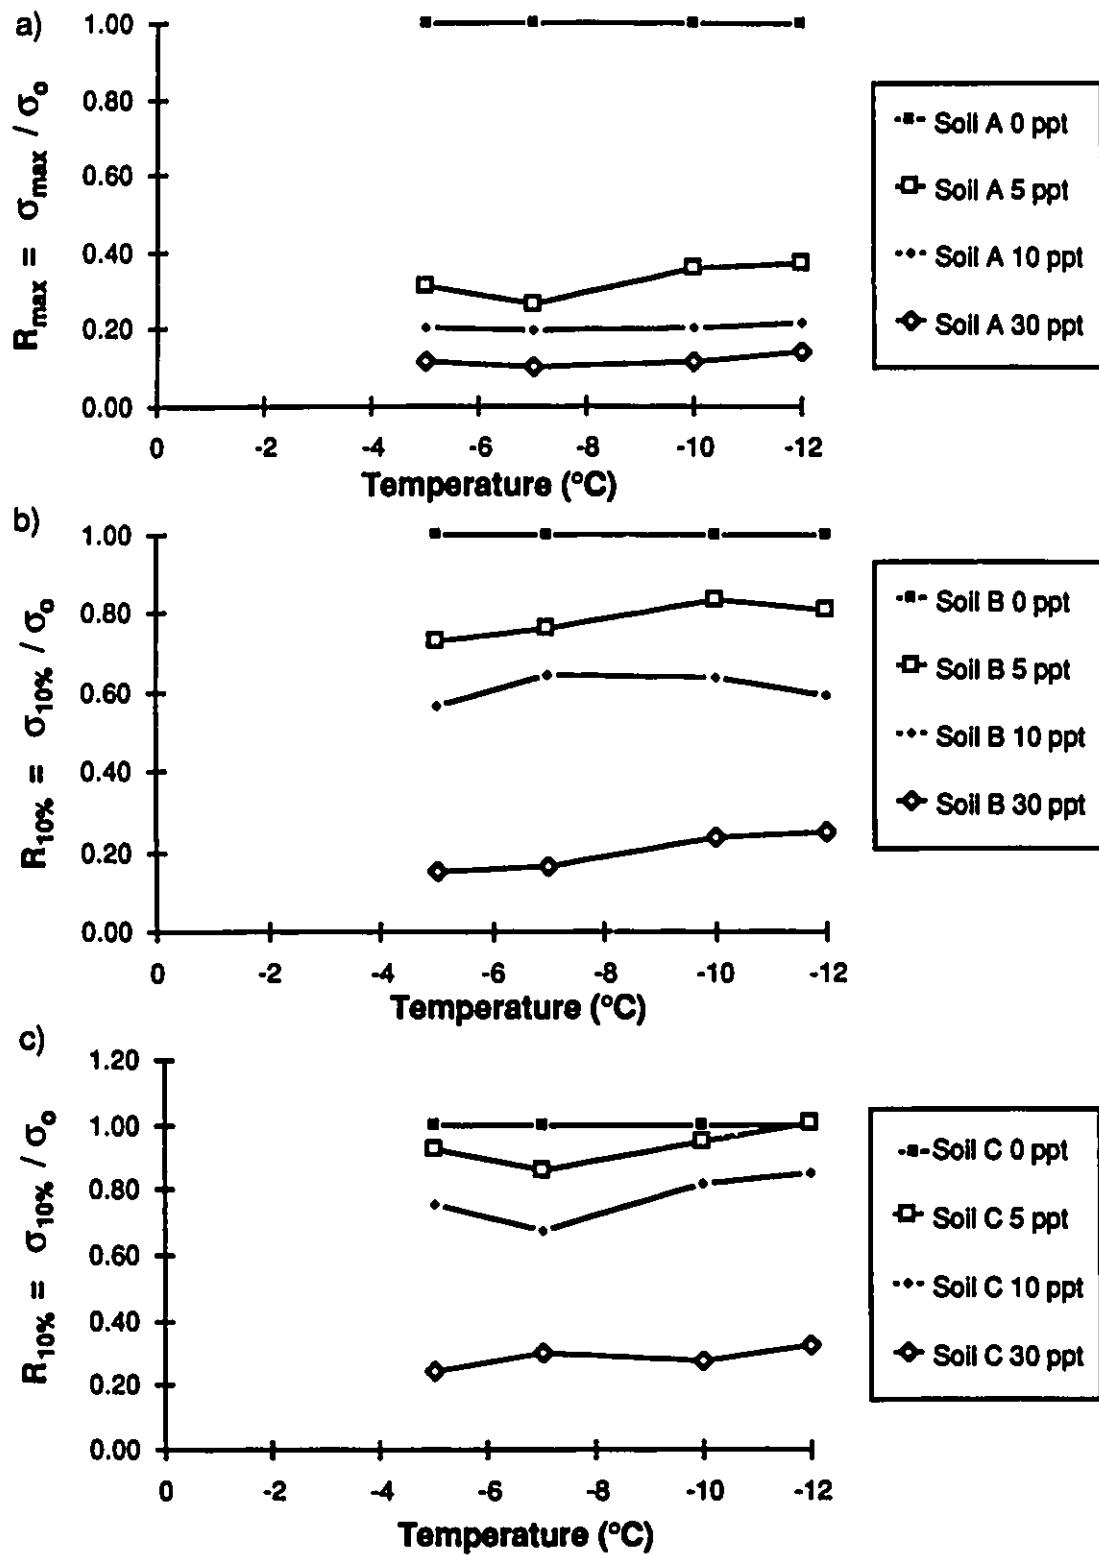 a)
R_max = σ_max / σ_o
1.00
0.80
0.60
0.40
0.20
0.00
0 -2 -4 -6 -8 -10 -12
Temperature (°C)
Soil A 0 ppt
Soil A 5 ppt
Soil A 10 ppt
Soil A 30 ppt
b)
R_10% = σ_10% / σ_o
1.00
0.80
0.60
0.40
0.20
0.00
0 -2 -4 -6 -8 -10 -12
Temperature (°C)
Soil B 0 ppt
Soil B 5 ppt
Soil B 10 ppt
Soil B 30 ppt
c)
R_10% = σ_10% / σ_o
1.20
1.00
0.80
0.60
0.40
0.20
0.00
0 -2 -4 -6 -8 -10 -12
Temperature (°C)
Soil C 0 ppt
Soil C 5 ppt
Soil C 10 ppt
Soil C 30 ppt